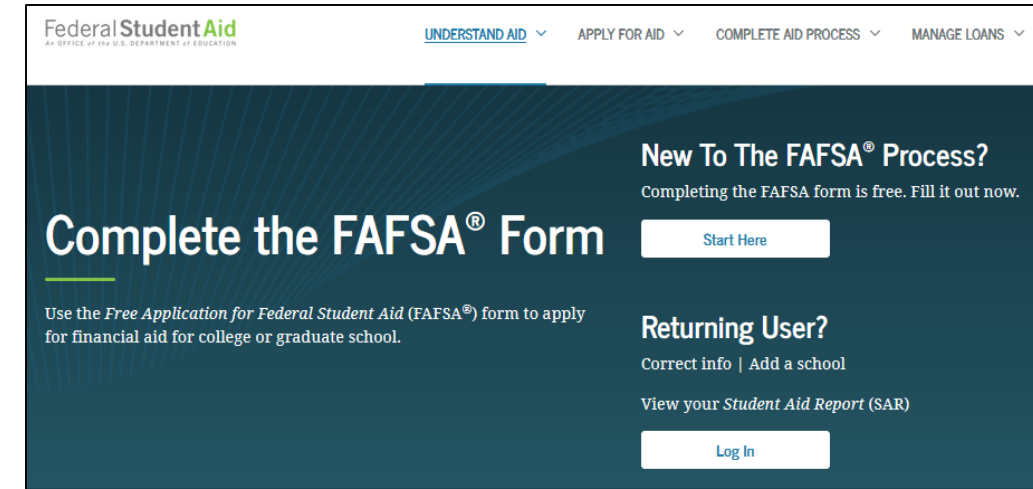 Federal Student Aid
An OFFICE of the U.S. DEPARTMENT of EDUCATION
UNDERSTAND AID
APPLY FOR AID
COMPLETE AID PROCESS
MANAGE LOANS
Complete the FAFSA® Form
Use the Free Application for Federal Student Aid (FAFSA®) form to apply
for financial aid for college or graduate school.
New To The FAFSA® Process?
Completing the FAFSA form is free. Fill it out now.
Start Here
Returning User?
Correct info | Add a school
View your Student Aid Report (SAR)
Log In